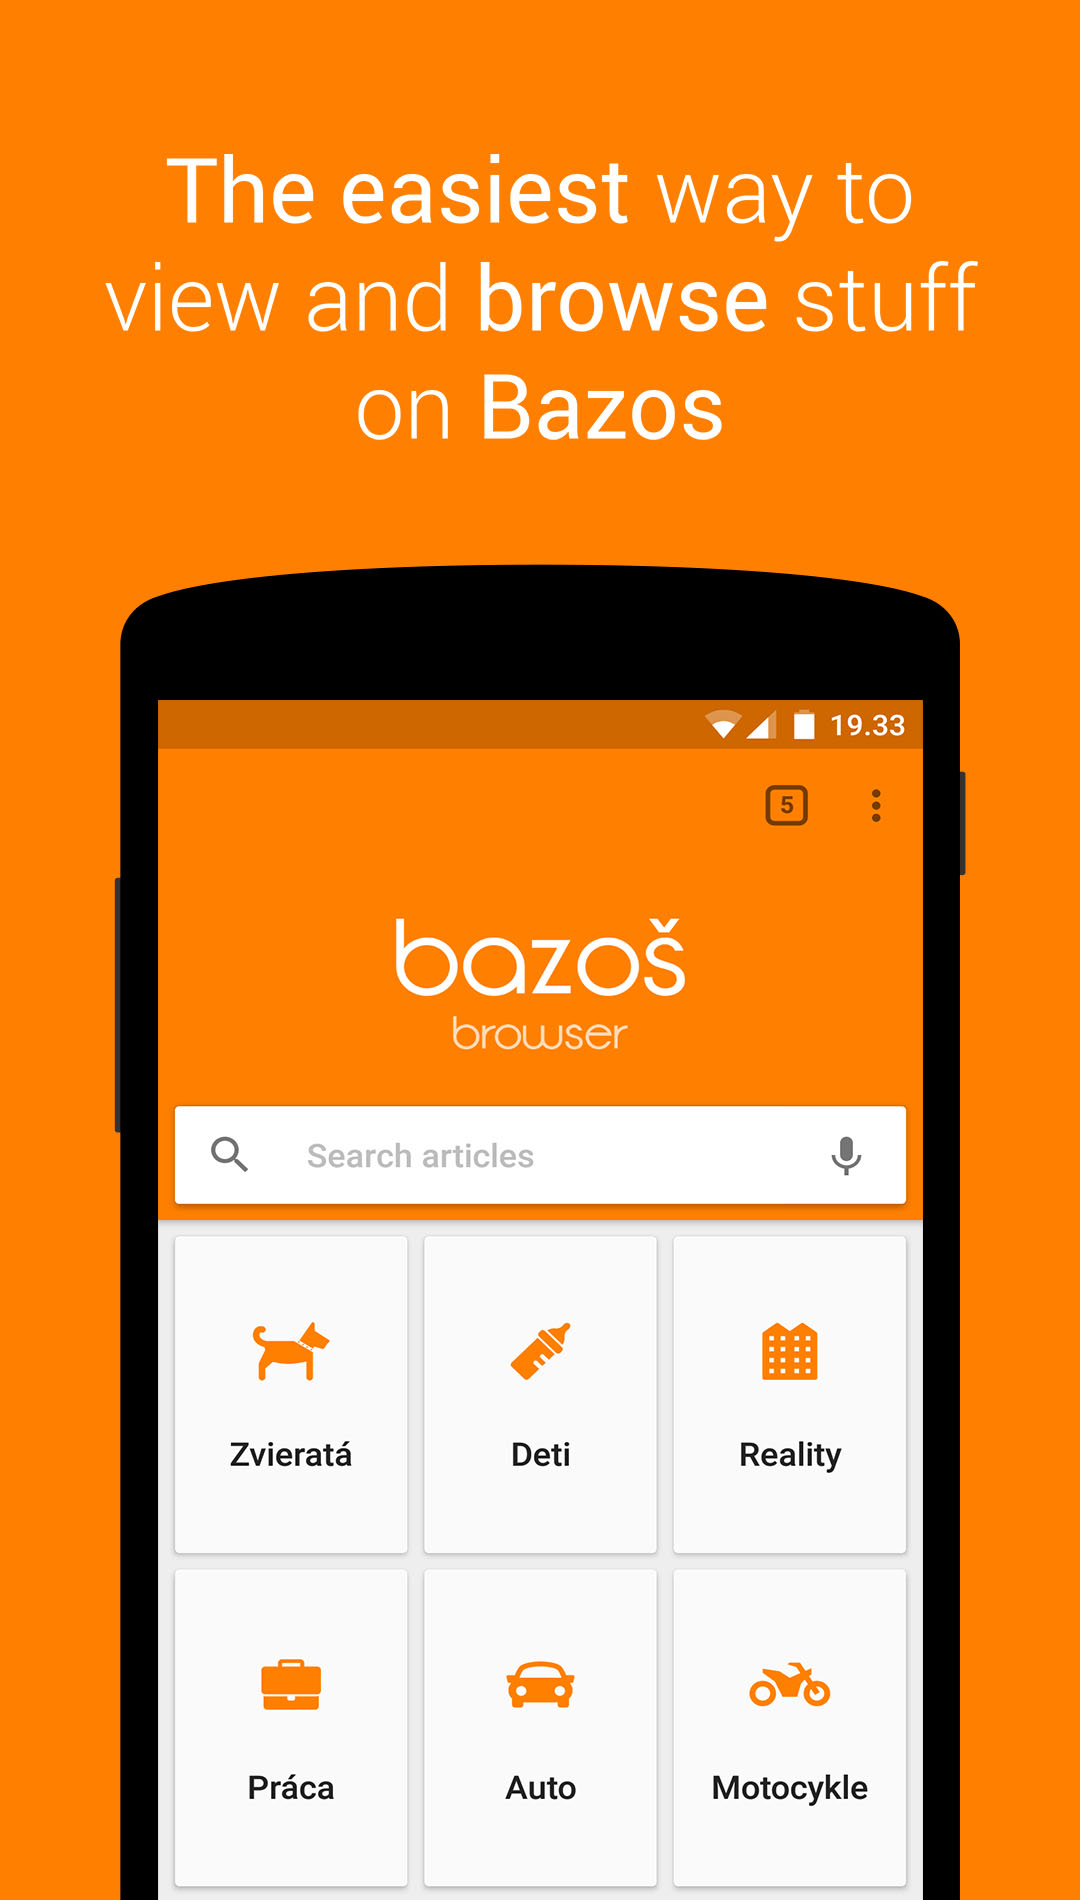 The easiest way to
view and browse stuff
on Bazos
19.33
5
bazoš
browser
Search articles
Zvieratá
Deti
Reality
Práca
Auto
Motocykle